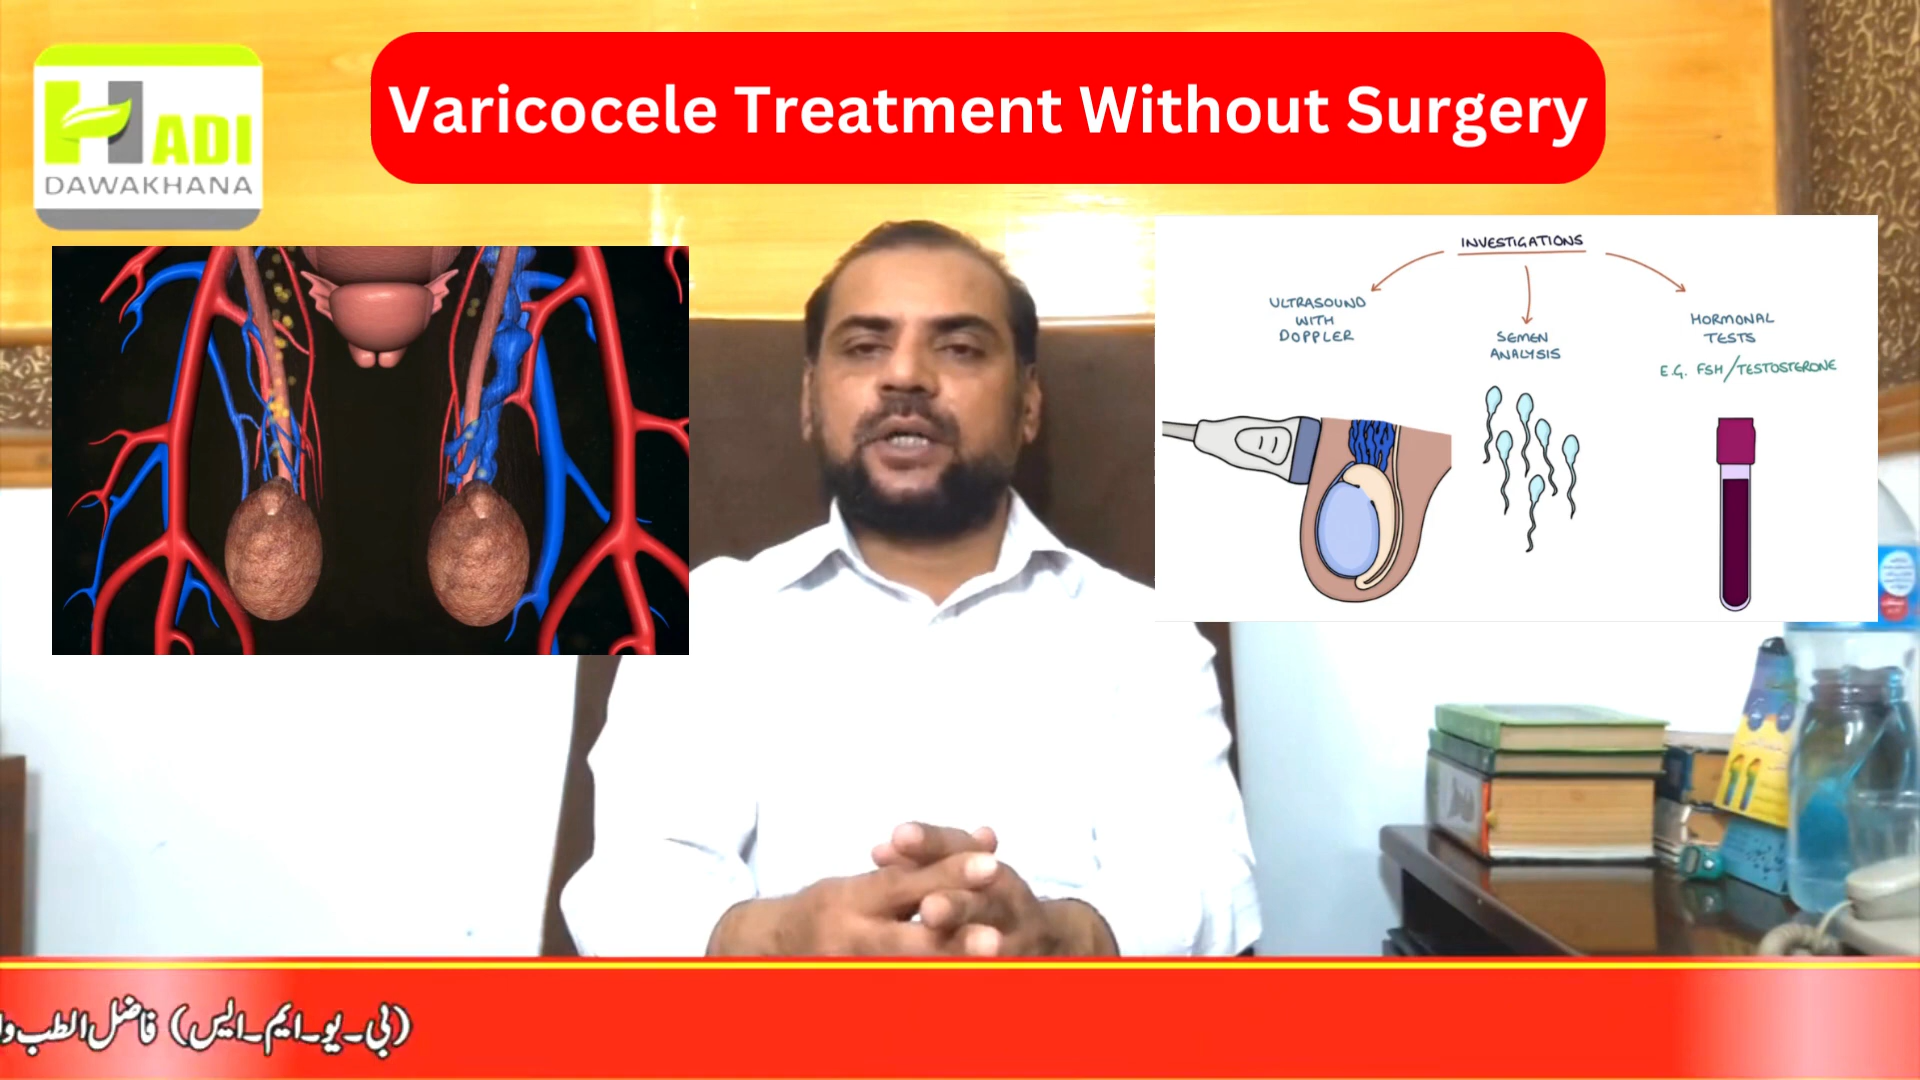 HADI
DAWAKHANA
Varicocele Treatment Without Surgery
INVESTIGATIONS
ULTRASOUND
WITH
DOPPLER
SEMEN
ANALYSIS
HORMONAL
TESTS
E.G. FSH/TESTOSTERONE
(بی۔یو۔ایم۔ایس) فاضل الطب